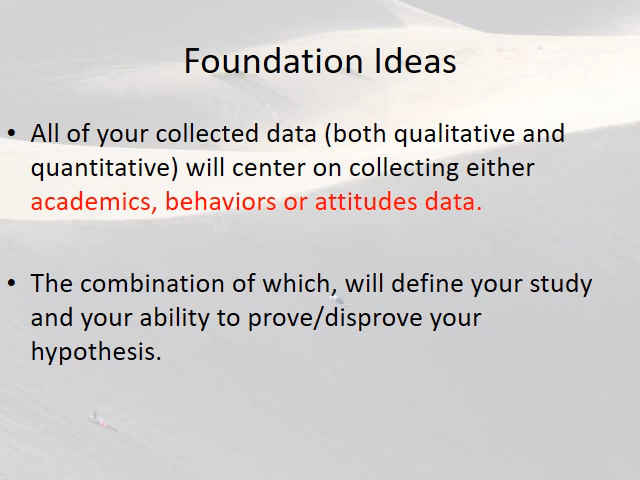 Foundation Ideas
• All of your collected data (both qualitative and
quantitative) will center on collecting either
academics, behaviors or attitudes data.
• The combination of which, will define your study
and your ability to prove/disprove your
hypothesis.